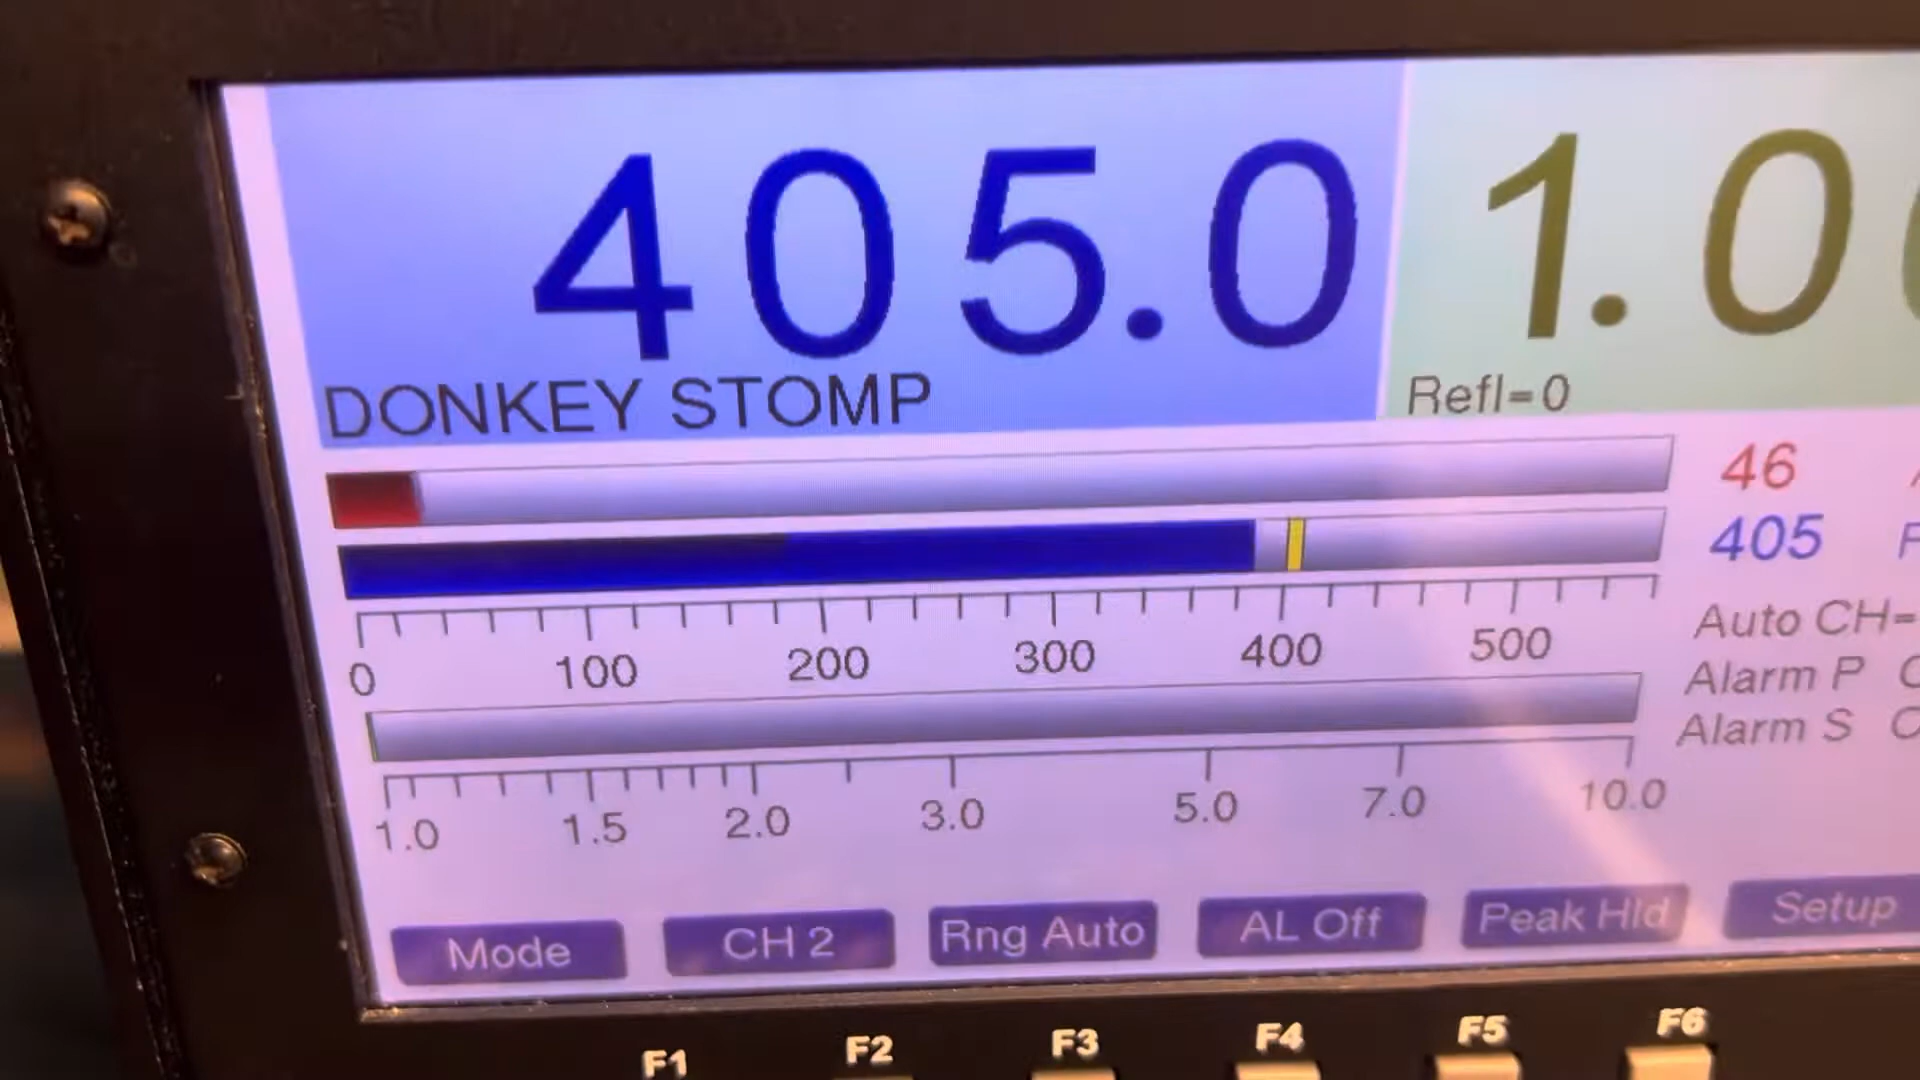 405.0
1.0
DONKEY STOMP
Refl=0
46
405
0 100 200 300 400 500
Auto CH=
Alarm P
Alarm S
1.0 1.5 2.0 3.0 5.0 7.0 10.0
Mode
CH 2
Rng Auto
AL Off
Peak Hld
Setup
F1
F2
F3
F4
F5
F6